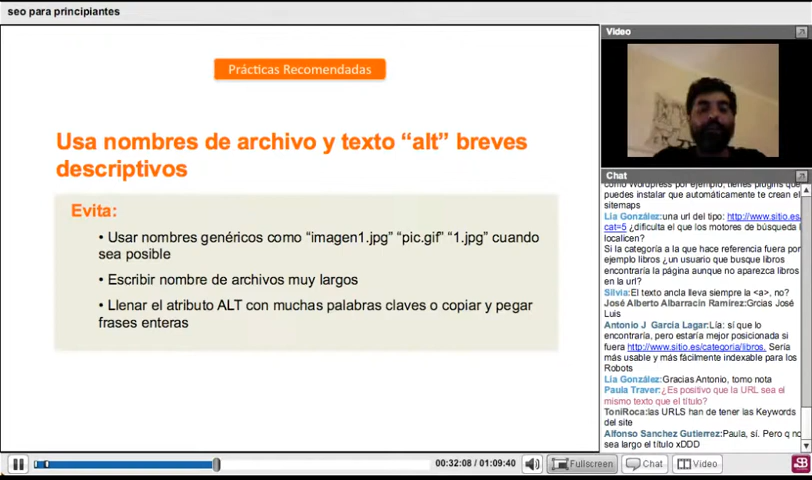 seo para principiantes
Prácticas Recomendadas
Usa nombres de archivo y texto “alt” breves
descriptivos
Evita:
• Usar nombres genéricos como “imagen1.jpg” “pic.gif” “1.jpg” cuando
sea posible
• Escribir nombre de archivos muy largos
• Llenar el atributo ALT con muchas palabras claves o copiar y pegar
frases enteras
Video
Chat
como Wordpress por ejemplo, tienes plugins que
puedes instalar que automáticamente te crean el
sitemaps
Lia González:una url del tipo: http://www.sitio.es
cat=5 ¿dificulta el que los motores de búsqueda l
localicen?
Si la categoría a la que hace referencia fuera por
ejemplo libros ¿un usuario que busque libros
encontraría la página aunque no aparezca libros
en la url?
Silvia:El texto ancla lleva siempre la <a>, no?
José Alberto Albarracin Ramírez:Grcias José
Luis
Antonio J Garcia Lagar:Lía: sí que lo
encontraría, pero estaría mejor posicionada si
fuera http://www.sitio.es/categoria/libros. Sería
más usable y más fácilmente indexable para los
Robots
Lia González:Gracias Antonio, tomo nota
Paula Traver:¿Es positivo que la URL sea el
mismo texto que el título?
ToniRoca:las URLS han de tener las Keywords
del site
Alfonso Sanchez Gutierrez:Paula, sí. Pero q no
sea largo el título xDDD
00:32:08 / 01:09:40
Fullscreen
Chat
Video